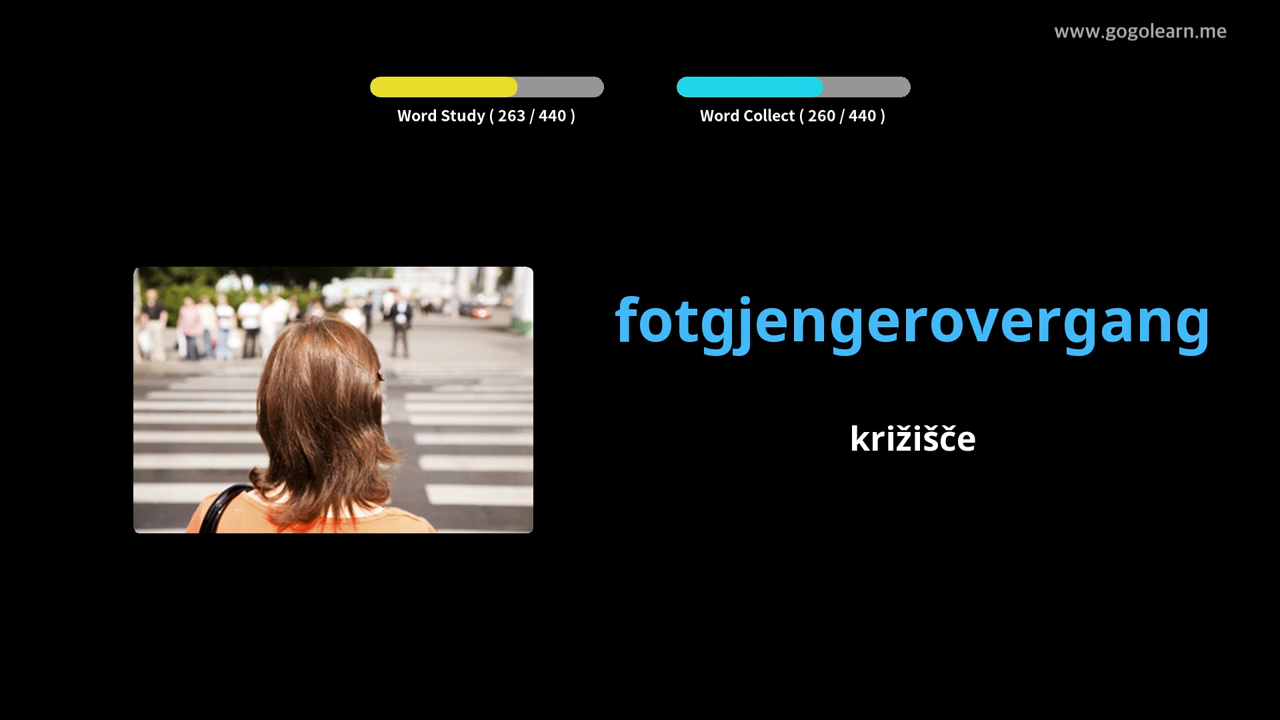 www.gogolearn.me
Word Study ( 263 / 440 )
Word Collect ( 260 / 440 )
fotgjengerovergang
križišče